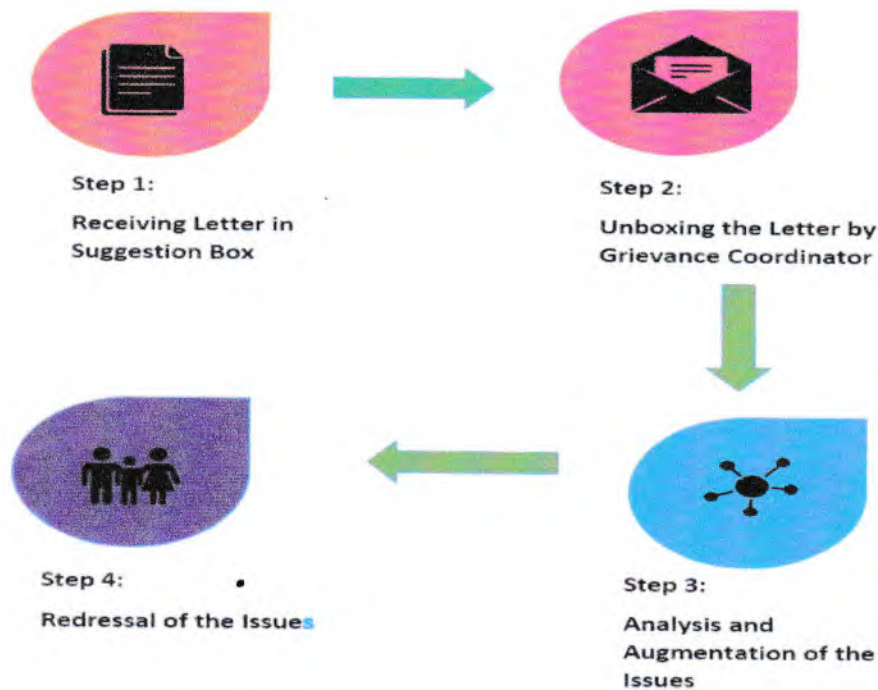 Step 1:
Receiving Letter in
Suggestion Box
Step 2:
Unboxing the Letter by
Grievance Coordinator
Step 3:
Analysis and
Augmentation of the
Issues
Step 4:
Redressal of the Issues